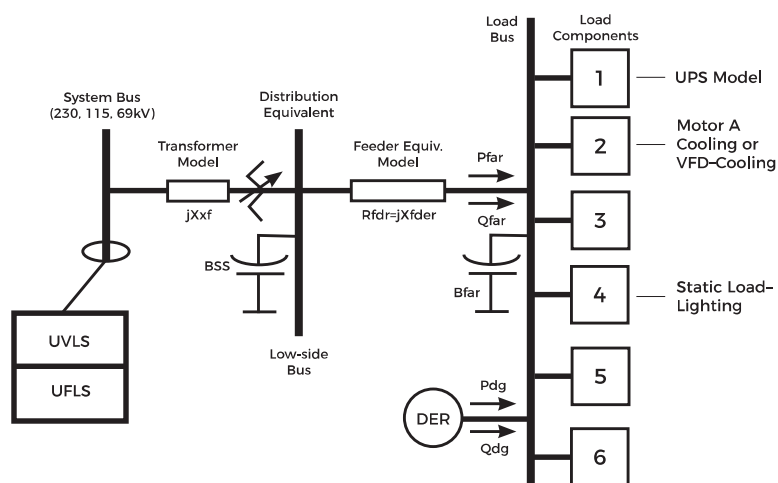 Load
Bus
Load
Components
1
UPS Model
System Bus
(230, 115, 69kV)
Distribution
Equivalent
Transformer
Model
Feeder Equiv.
Model
Pfar
2
Motor A
Cooling or
VFD–Cooling
jXxf
Rfdr=jXfder
Qfar
3
BSS
Bfar
4
Static Load–
Lighting
UVLS
UFLS
Low-side
Bus
5
Pdg
DER
Qdg
6